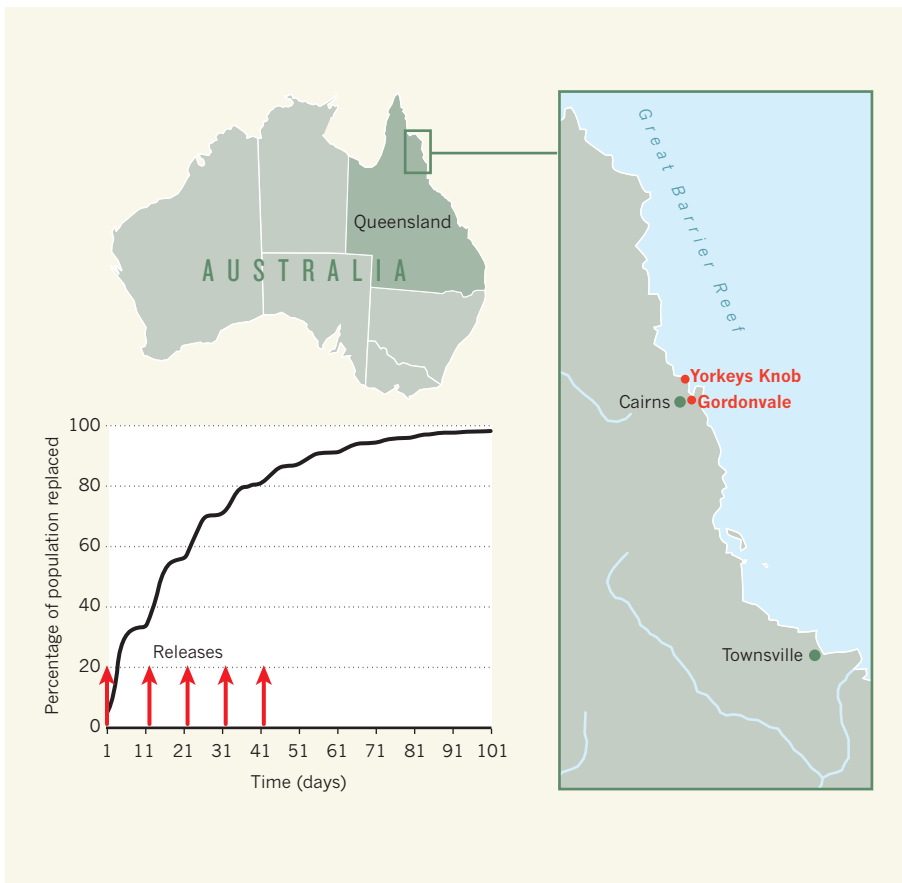 Queensland
AUSTRALIA
Great Barrier Reef
Yorkeys Knob
Cairns
Gordonvale
Townsville
Percentage of population replaced
100
80
60
40
20
0
Releases
1 11 21 31 41 51 61 71 81 91 101
Time (days)